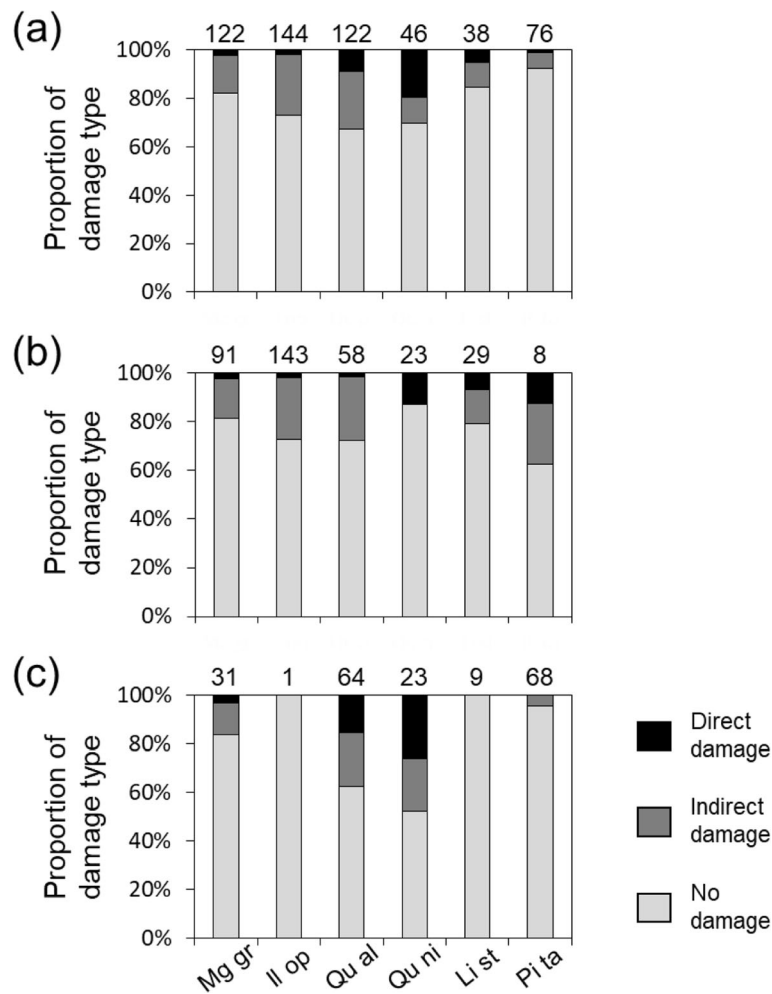 (a)
122 144 122 46 38 76
Proportion of
damage type
100%
80%
60%
40%
20%
0%
(b)
91 143 58 23 29 8
Proportion of
damage type
100%
80%
60%
40%
20%
0%
(c)
31 1 64 23 9 68
Proportion of
damage type
100%
80%
60%
40%
20%
0%
Mg gr Il op Qu al Qu ni Li st Pi ta
Direct
damage
Indirect
damage
No
damage